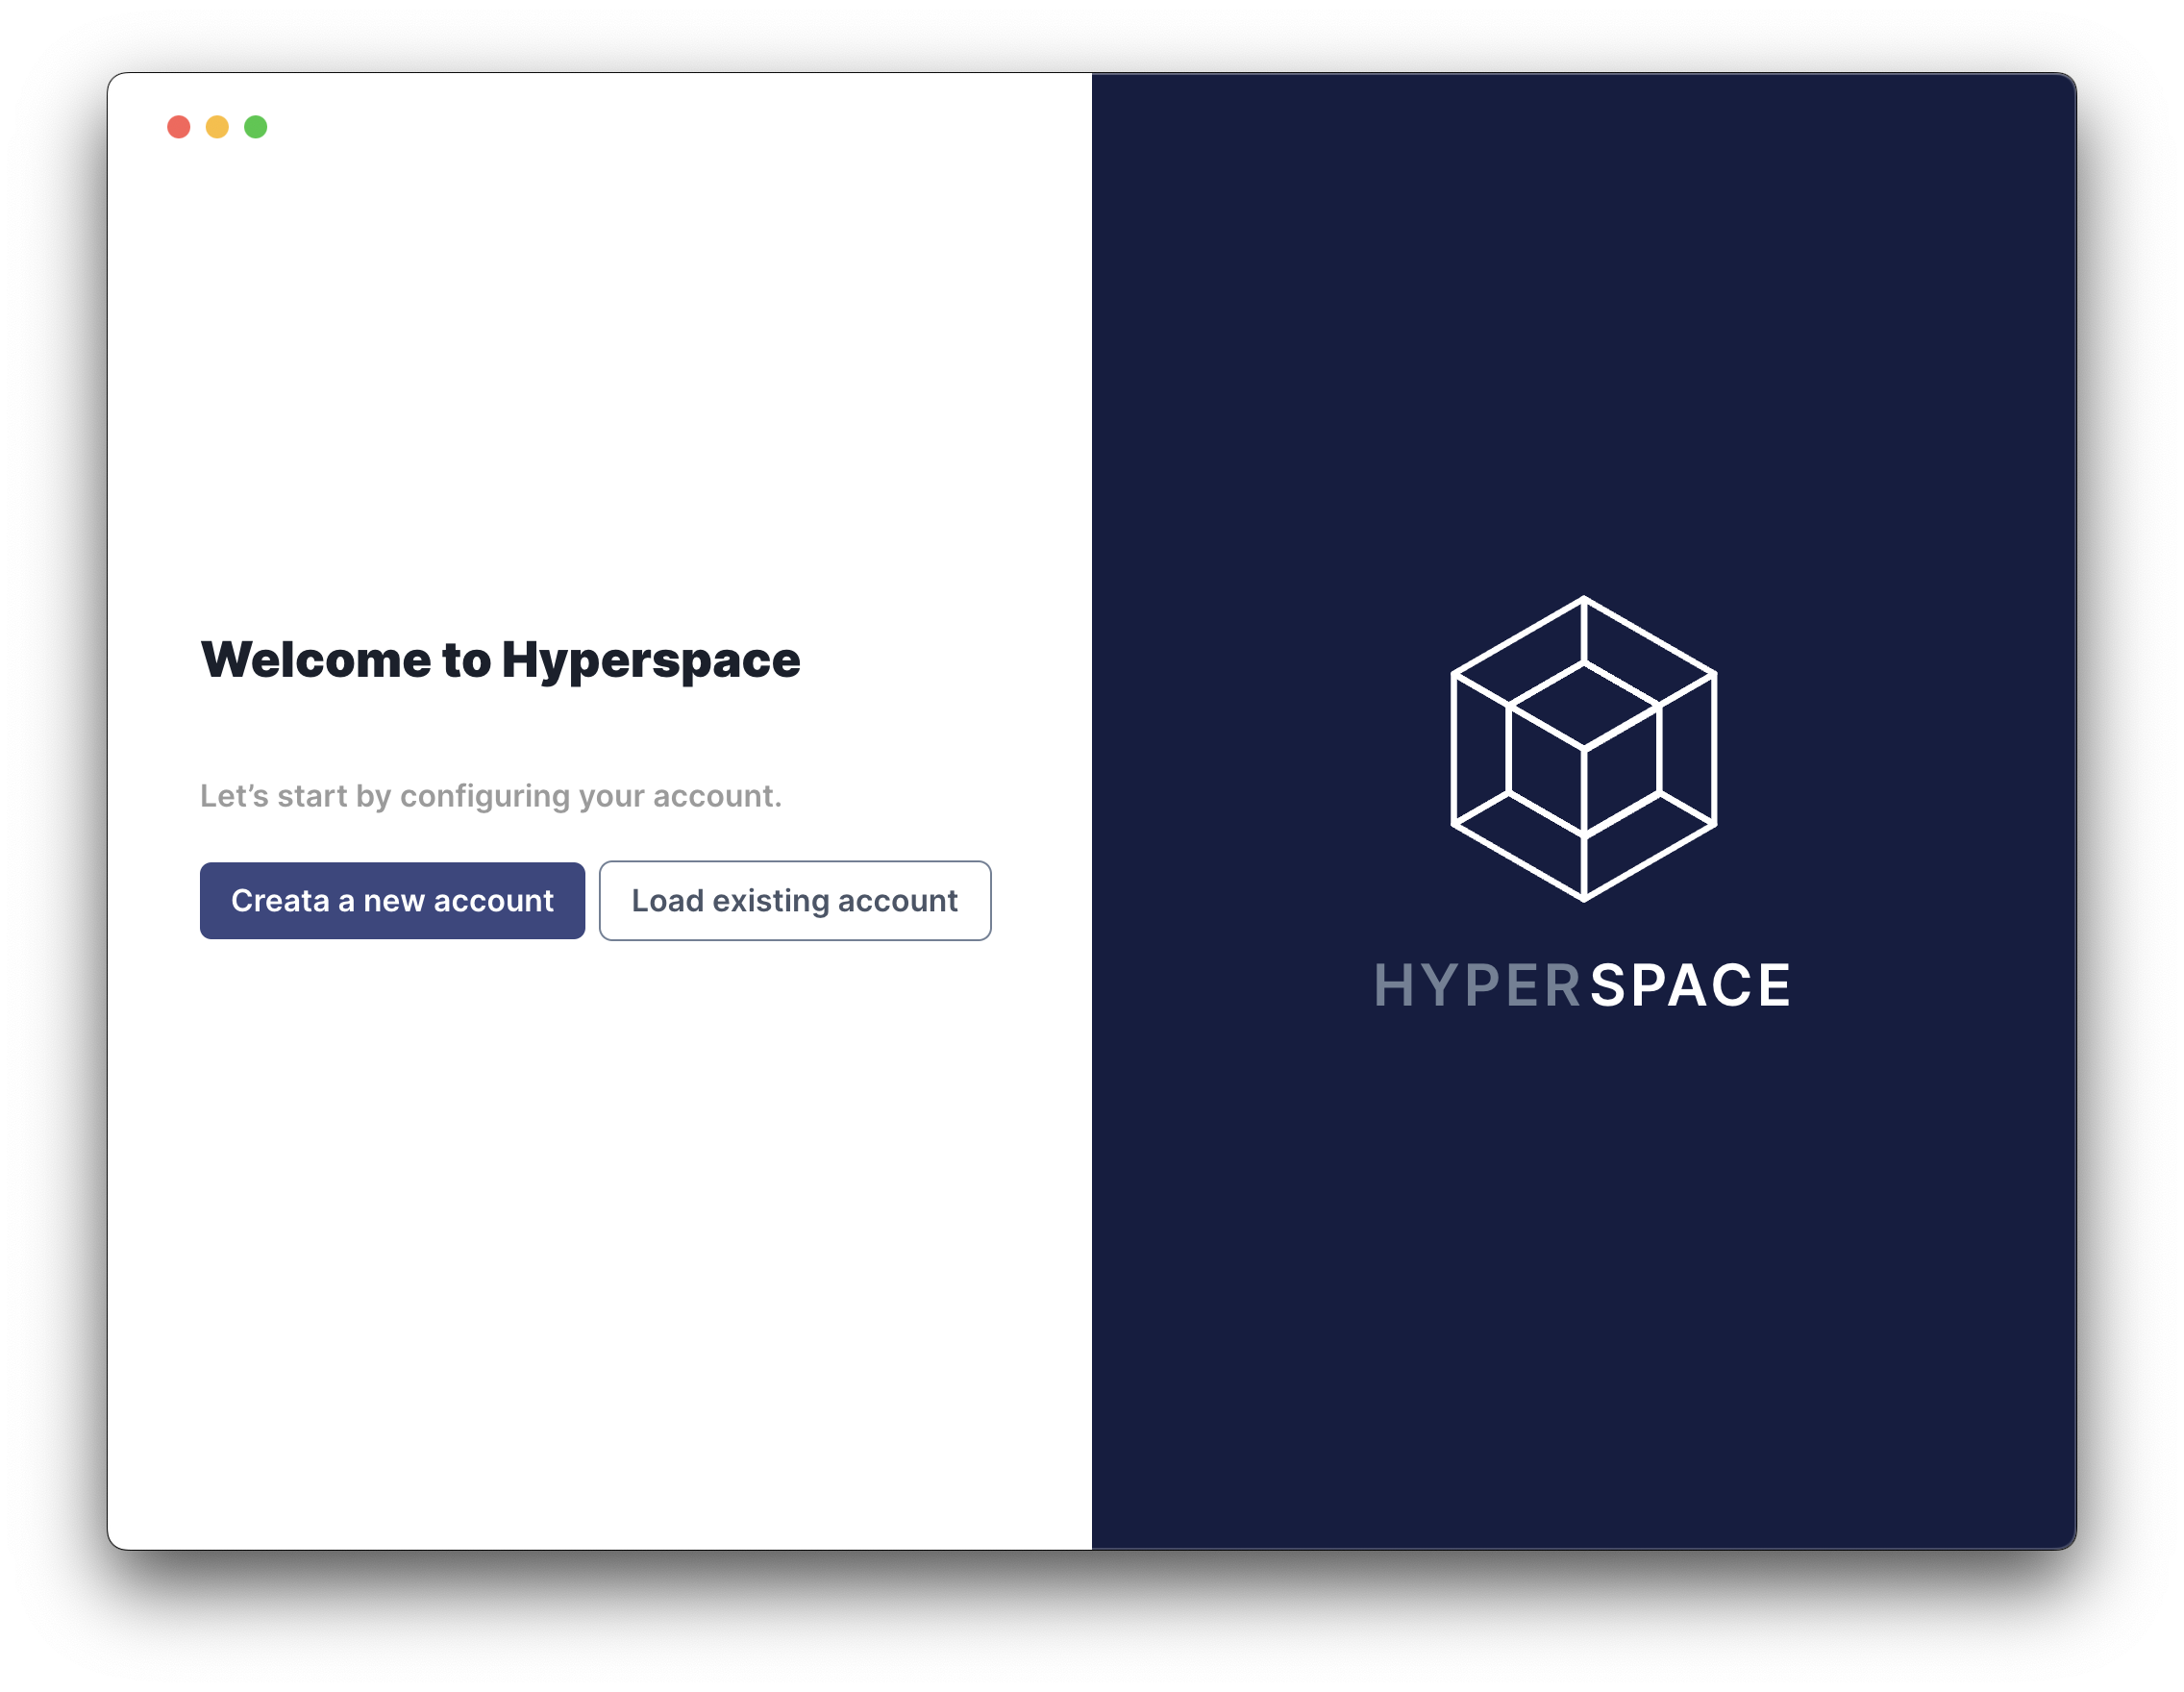 Welcome to Hyperspace
Let’s start by configuring your account.
Creata a new account
Load existing account
HYPERSPACE